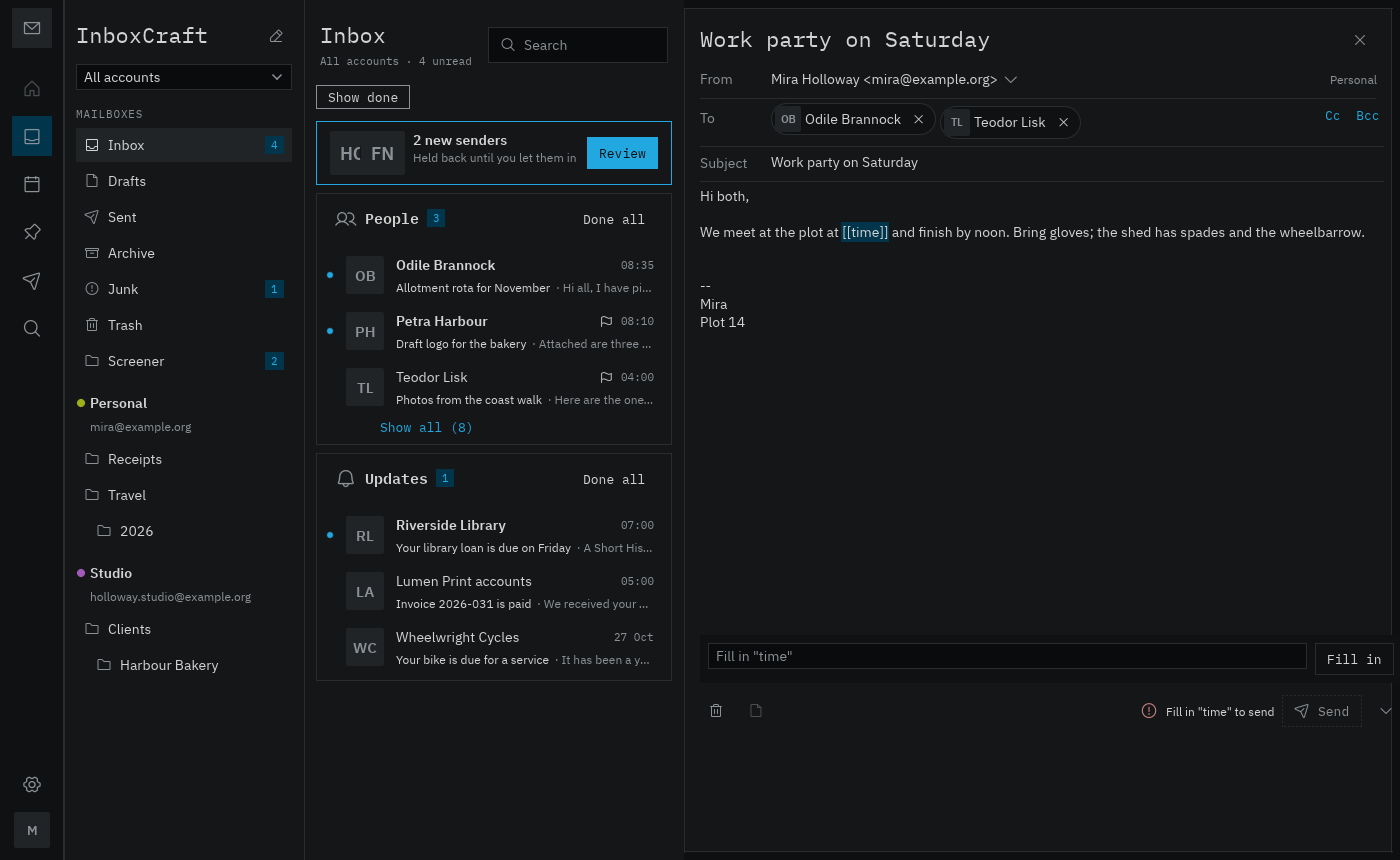 InboxCraft
All accounts
MAILBOXES
Inbox 4
Drafts
Sent
Archive
Junk 1
Trash
Screener 2
Personal
mira@example.org
Receipts
Travel
2026
Studio
holloway.studio@example.org
Clients
Harbour Bakery
M
Inbox
All accounts · 4 unread
Search
Show done
FN
2 new senders
Held back until you let them in
Review
People 3
Done all
OB
Odile Brannock 08:35
Allotment rota for November · Hi all, I have pi…
PH
Petra Harbour 08:10
Draft logo for the bakery · Attached are three …
TL
Teodor Lisk 04:00
Photos from the coast walk · Here are the one…
Show all (8)
Updates 1
Done all
RL
Riverside Library 07:00
Your library loan is due on Friday · A Short His…
LA
Lumen Print accounts 05:00
Invoice 2026-031 is paid · We received your …
WC
Wheelwright Cycles 27 Oct
Your bike is due for a service · It has been a y…
Work party on Saturday
From Mira Holloway <mira@example.org> Personal
To OB Odile Brannock TL Teodor Lisk Cc Bcc
Subject Work party on Saturday
Hi both,
We meet at the plot at [[time]] and finish by noon. Bring gloves; the shed has spades and the wheelbarrow.
--
Mira
Plot 14
Fill in "time"
Fill in
Fill in "time" to send
Send